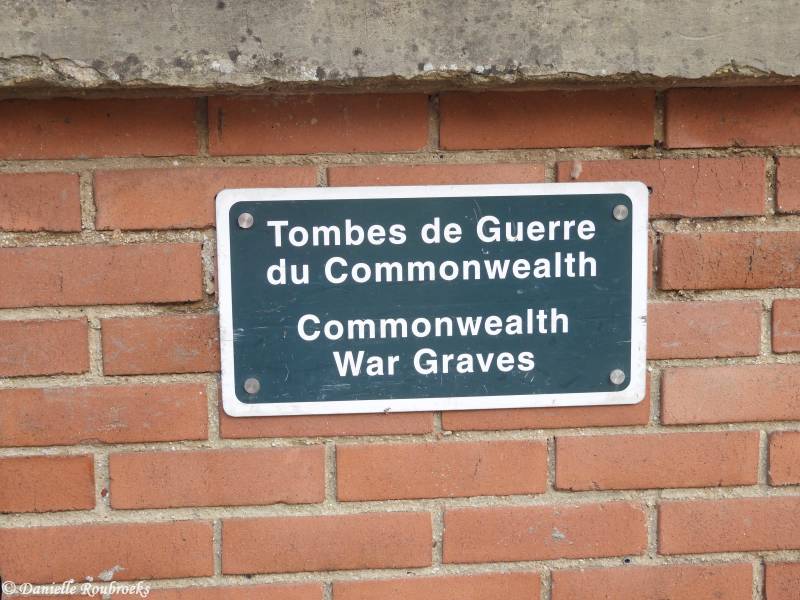 Tombes de Guerre
du Commonwealth
Commonwealth
War Graves
© Danielle Roubroeks